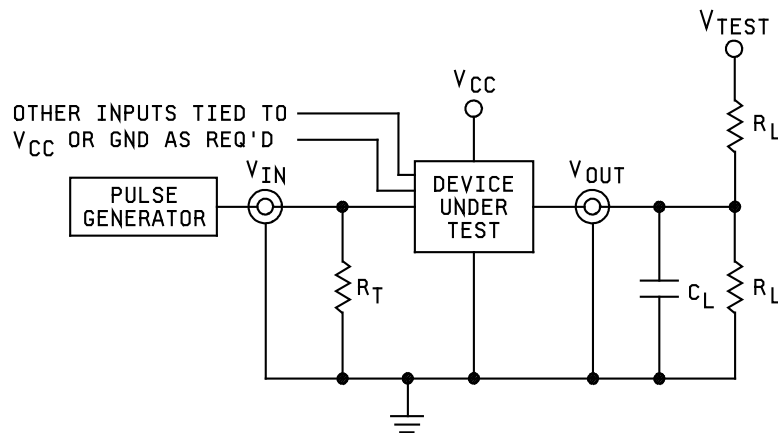 V_TEST
V_CC
OTHER INPUTS TIED TO
V_CC OR GND AS REQ'D
R_L
V_IN
V_OUT
PULSE
GENERATOR
DEVICE
UNDER
TEST
R_T
C_L
R_L